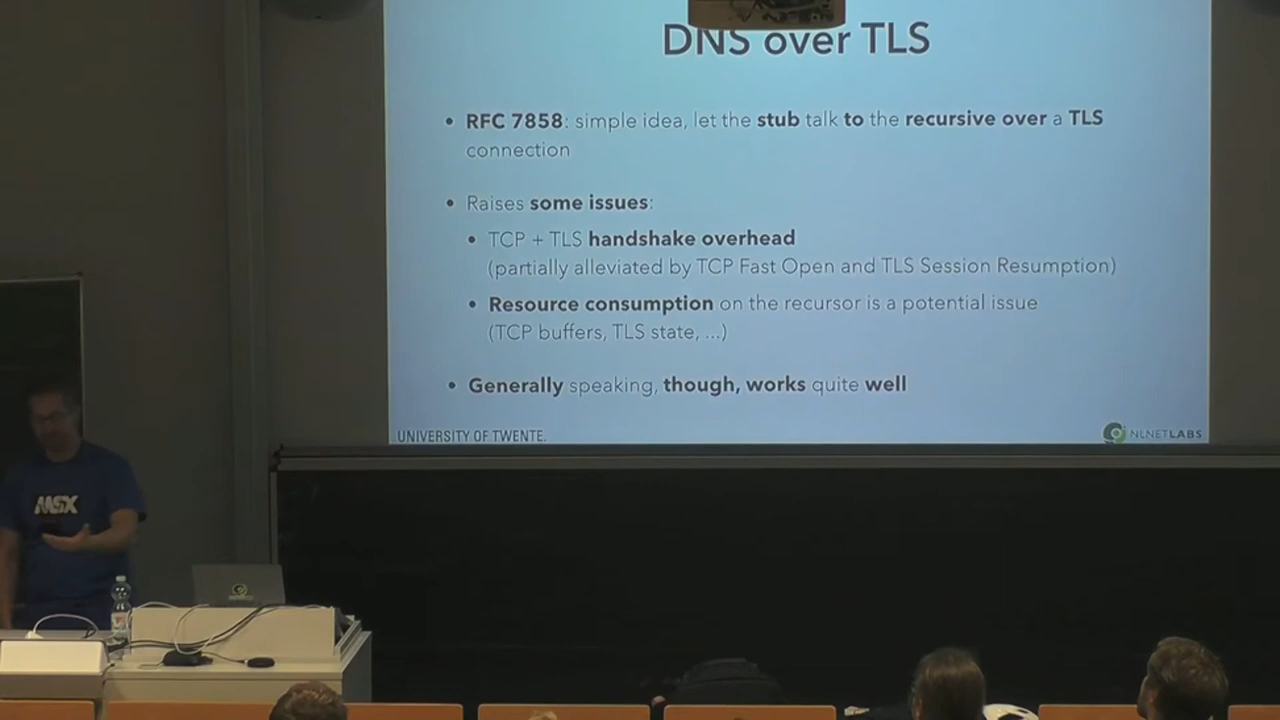 DNS over TLS
• RFC 7858: simple idea, let the stub talk to the recursive over a TLS
connection
• Raises some issues:
• TCP + TLS handshake overhead
(partially alleviated by TCP Fast Open and TLS Session Resumption)
• Resource consumption on the recursor is a potential issue
(TCP buffers, TLS state, ...)
• Generally speaking, though, works quite well
UNIVERSITY OF TWENTE.
NLNETLABS
MSX